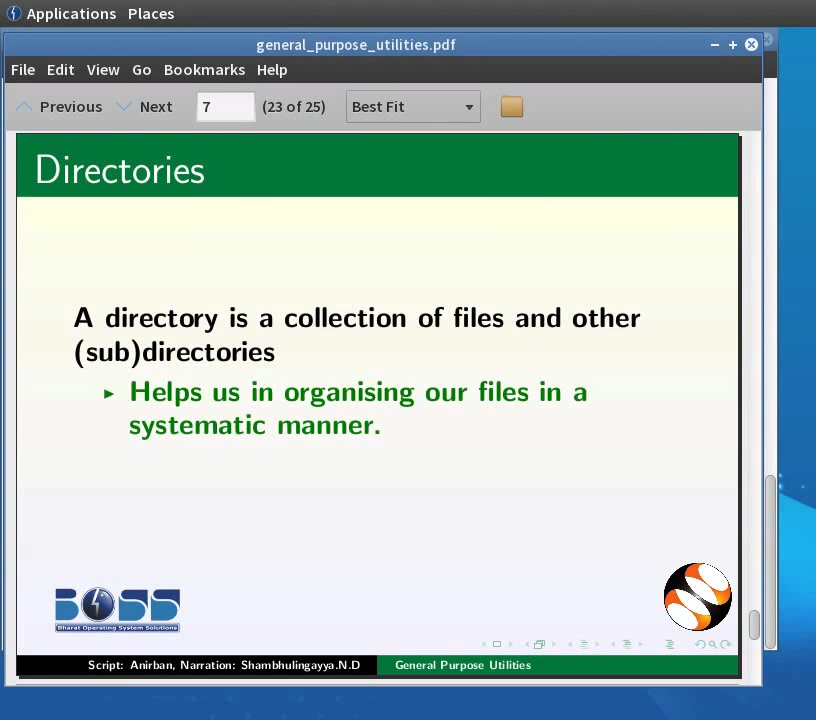 Applications Places
general_purpose_utilities.pdf
File Edit View Go Bookmarks Help
Previous Next 7 (23 of 25) Best Fit
Directories
A directory is a collection of files and other
(sub)directories
Helps us in organising our files in a
systematic manner.
BOSS
Bharat Operating System Solutions
Script: Anirban, Narration: Shambhulingayya.N.D General Purpose Utilities